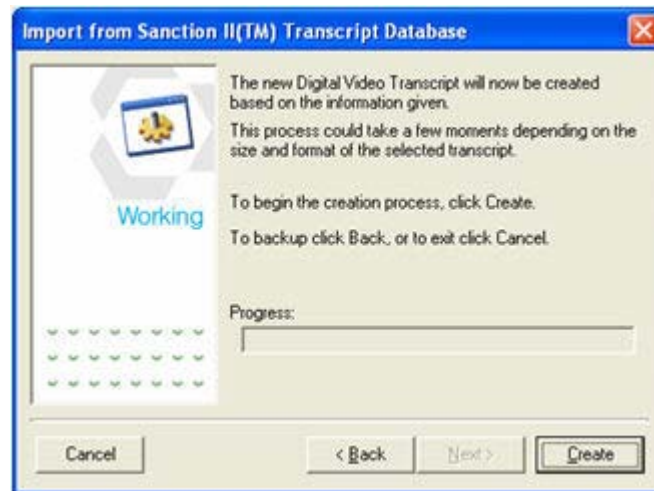 Import from Sanction II(TM) Transcript Database
The new Digital Video Transcript will now be created
based on the information given.
This process could take a few moments depending on the
size and format of the selected transcript.
Working
To begin the creation process, click Create.
To backup click Back, or to exit click Cancel.
Progress:
Cancel
< Back
Next >
Create